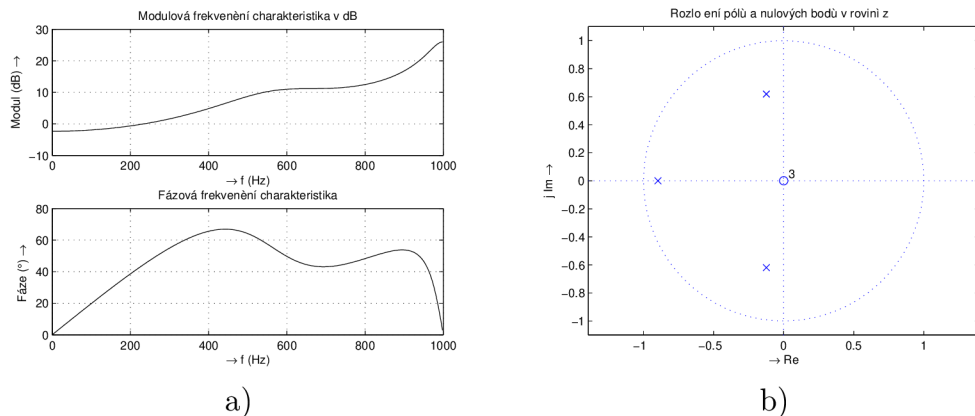 Modulová frekvenèní charakteristika v dB
30
20
10
0
−10
Modul (dB) →
0 200 400 600 800 1000
→ f (Hz)
Fázová frekvenèní charakteristika
80
60
40
20
0
Fáze (°) →
0 200 400 600 800 1000
→ f (Hz)
a)
Rozlo ení pólù a nulových bodù v rovinì z
1
0.8
0.6
0.4
0.2
0
−0.2
−0.4
−0.6
−0.8
−1
j Im →
3
−1 −0.5 0 0.5 1
→ Re
b)